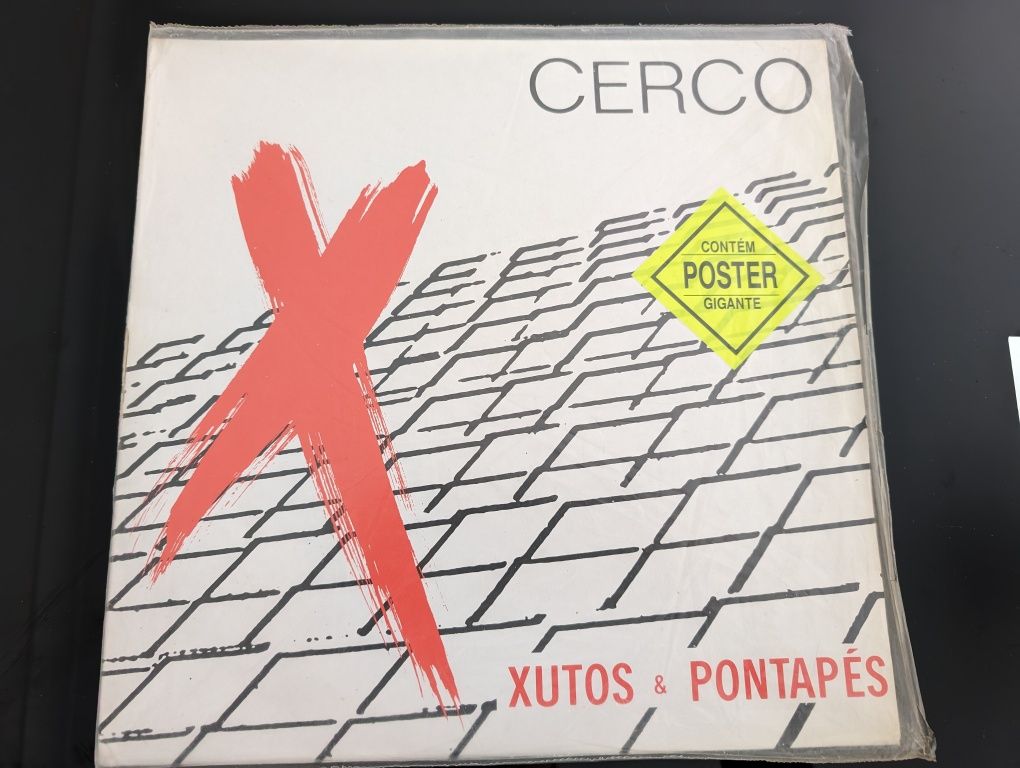 CERCO
CONTÉM
POSTER
GIGANTE
XUTOS & PONTAPÉS